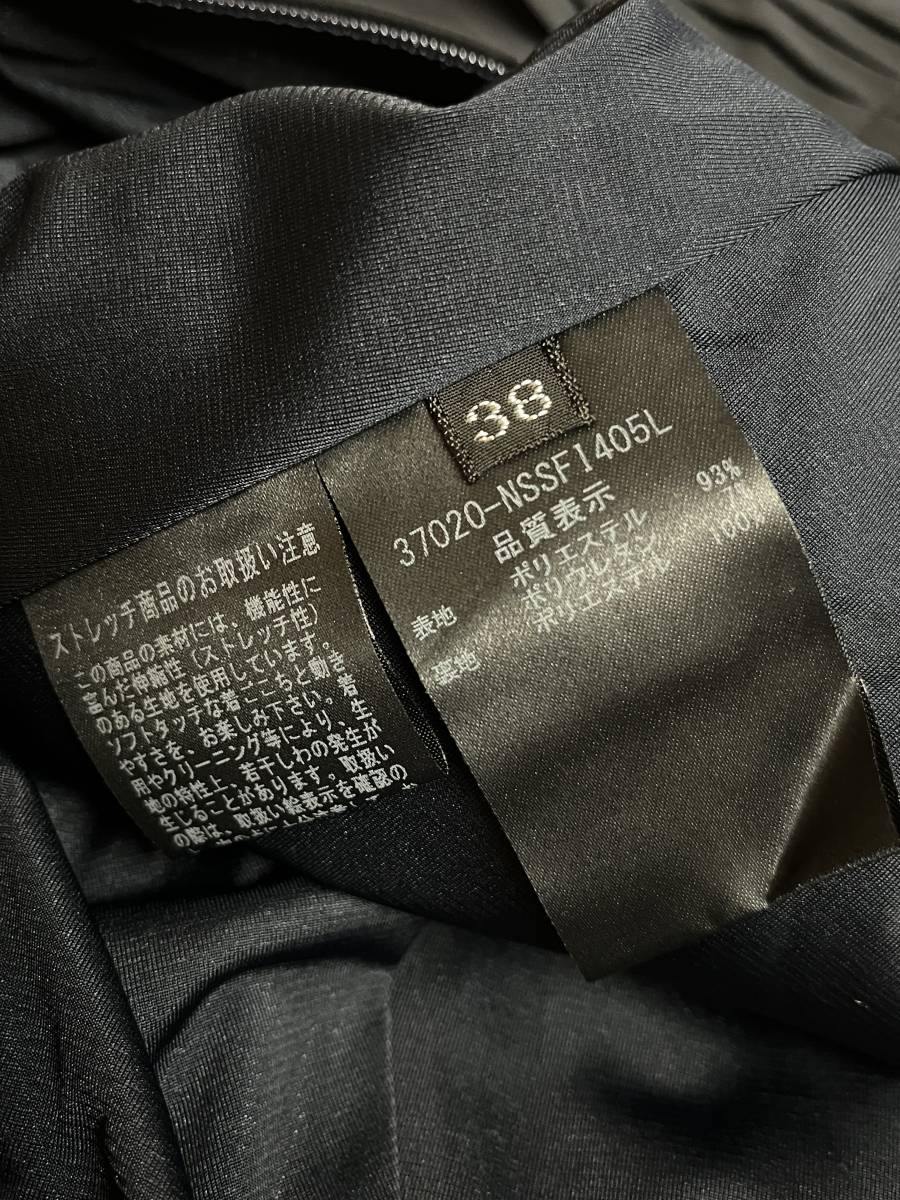 38
37020-NSSFI405L
品質表示
表地 ポリエステル 93%
ポリウレタン 7%
裏地 ポリエステル 100%
ストレッチ商品のお取扱い注意
この商品の素材には、機能性に
富んだ伸縮性(ストレッチ性)
のある生地を使用しています。
ソフトタッチな着ごこちと動き
やすさを、お楽しみ下さい。着
用やクリーニング等により、生
地の特性上、若干しわの発生が
生じることがあります。取扱い
の際は、取扱い絵表示を確認の